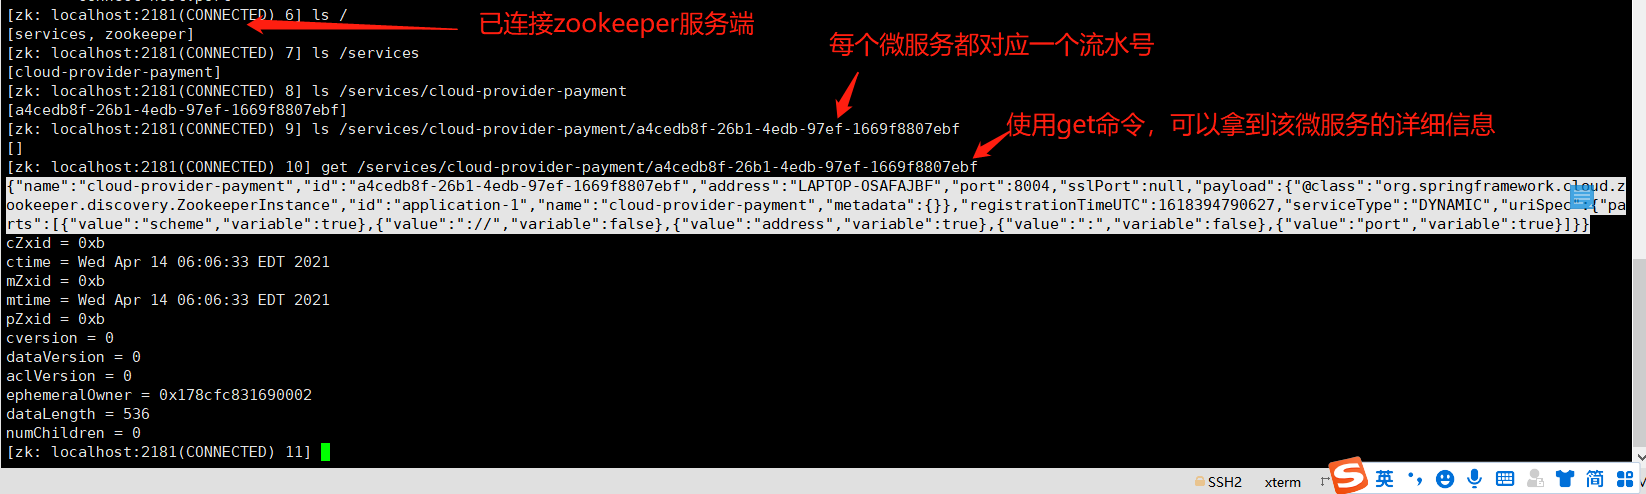 [zk: localhost:2181(CONNECTED) 6] ls /
已连接zookeeper服务端
[services, zookeeper]
每个微服务都对应一个流水号
[zk: localhost:2181(CONNECTED) 7] ls /services
[cloud-provider-payment]
[zk: localhost:2181(CONNECTED) 8] ls /services/cloud-provider-payment
[a4cedb8f-26b1-4edb-97ef-1669f8807ebf]
[zk: localhost:2181(CONNECTED) 9] ls /services/cloud-provider-payment/a4cedb8f-26b1-4edb-97ef-1669f8807ebf
使用get命令，可以拿到该微服务的详细信息
[]
[zk: localhost:2181(CONNECTED) 10] get /services/cloud-provider-payment/a4cedb8f-26b1-4edb-97ef-1669f8807ebf
{"name":"cloud-provider-payment","id":"a4cedb8f-26b1-4edb-97ef-1669f8807ebf","address":"LAPTOP-OSAFAJBF","port":8004,"sslPort":null,"payload":{"@class":"org.springframework.cloud.z
ookeeper.discovery.ZookeeperInstance","id":"application-1","name":"cloud-provider-payment","metadata":{}},"registrationTimeUTC":1618394790627,"serviceType":"DYNAMIC","uriSpec":{"pa
rts":[{"value":"scheme","variable":true},{"value":"://","variable":false},{"value":"address","variable":true},{"value":":","variable":false},{"value":"port","variable":true}]}}
cZxid = 0xb
ctime = Wed Apr 14 06:06:33 EDT 2021
mZxid = 0xb
mtime = Wed Apr 14 06:06:33 EDT 2021
pZxid = 0xb
cversion = 0
dataVersion = 0
aclVersion = 0
ephemeralOwner = 0x178cfc831690002
dataLength = 536
numChildren = 0
[zk: localhost:2181(CONNECTED) 11]
SSH2 xterm 英 简